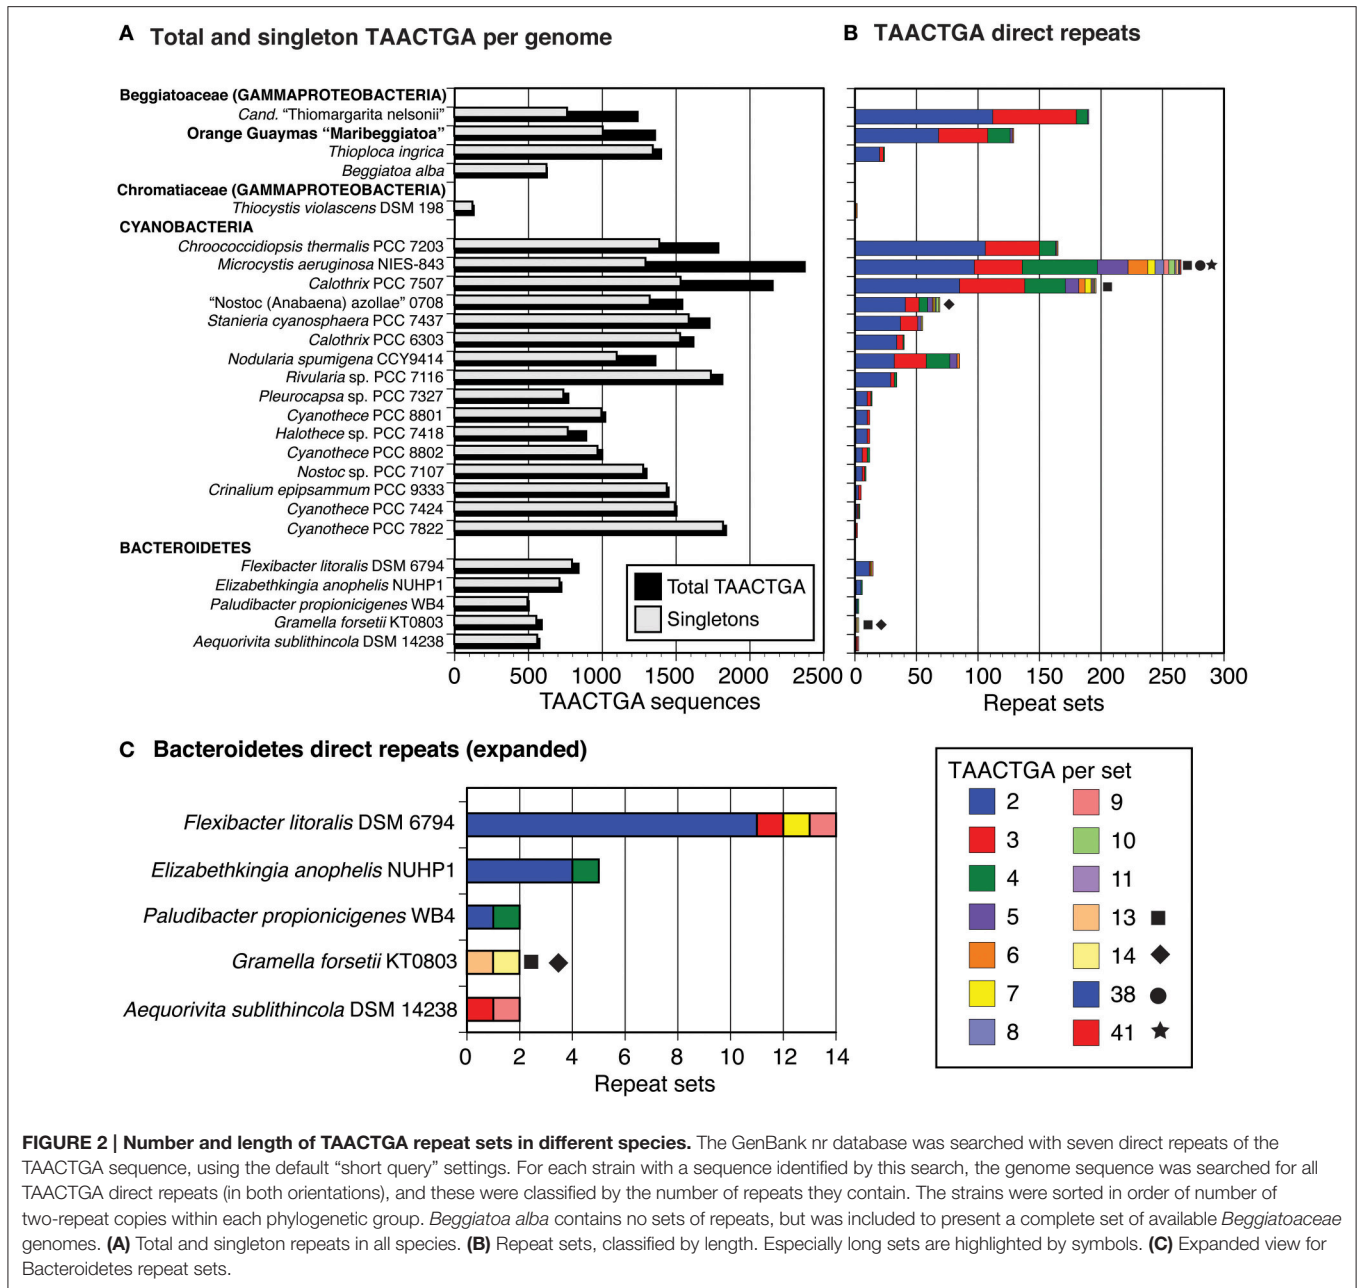 A Total and singleton TAACTGA per genome
B TAACTGA direct repeats
Beggiatoaceae (GAMMAPROTEOBACTERIA)
Cand. “Thiomargarita nelsonii”
Orange Guaymas “Maribeggiatoa”
Thioploca ingrica
Beggiatoa alba
Chromatiaceae (GAMMAPROTEOBACTERIA)
Thiocystis violascens DSM 198
CYANOBACTERIA
Chroococcidiopsis thermalis PCC 7203
Microcystis aeruginosa NIES-843
Calothrix PCC 7507
“Nostoc (Anabaena) azollae” 0708
Stanieria cyanosphaera PCC 7437
Calothrix PCC 6303
Nodularia spumigena CCY9414
Rivularia sp. PCC 7116
Pleurocapsa sp. PCC 7327
Cyanothece PCC 8801
Halothece sp. PCC 7418
Cyanothece PCC 8802
Nostoc sp. PCC 7107
Crinalium epipsammum PCC 9333
Cyanothece PCC 7424
Cyanothece PCC 7822
BACTEROIDETES
Flexibacter litoralis DSM 6794
Elizabethkingia anophelis NUHP1
Paludibacter propionicigenes WB4
Gramella forsetii KT0803
Aequorivita sublithincola DSM 14238
Total TAACTGA
Singletons
0 500 1000 1500 2000 2500
TAACTGA sequences
0 50 100 150 200 250 300
Repeat sets
C Bacteroidetes direct repeats (expanded)
Flexibacter litoralis DSM 6794
Elizabethkingia anophelis NUHP1
Paludibacter propionicigenes WB4
Gramella forsetii KT0803
Aequorivita sublithincola DSM 14238
0 2 4 6 8 10 12 14
Repeat sets
TAACTGA per set
2 9
3 10
4 11
5 13
6 14
7 38
8 41
FIGURE 2 | Number and length of TAACTGA repeat sets in different species. The GenBank nr database was searched with seven direct repeats of the
TAACTGA sequence, using the default “short query” settings. For each strain with a sequence identified by this search, the genome sequence was searched for all
TAACTGA direct repeats (in both orientations), and these were classified by the number of repeats they contain. The strains were sorted in order of number of
two-repeat copies within each phylogenetic group. Beggiatoa alba contains no sets of repeats, but was included to present a complete set of available Beggiatoaceae
genomes. (A) Total and singleton repeats in all species. (B) Repeat sets, classified by length. Especially long sets are highlighted by symbols. (C) Expanded view for
Bacteroidetes repeat sets.